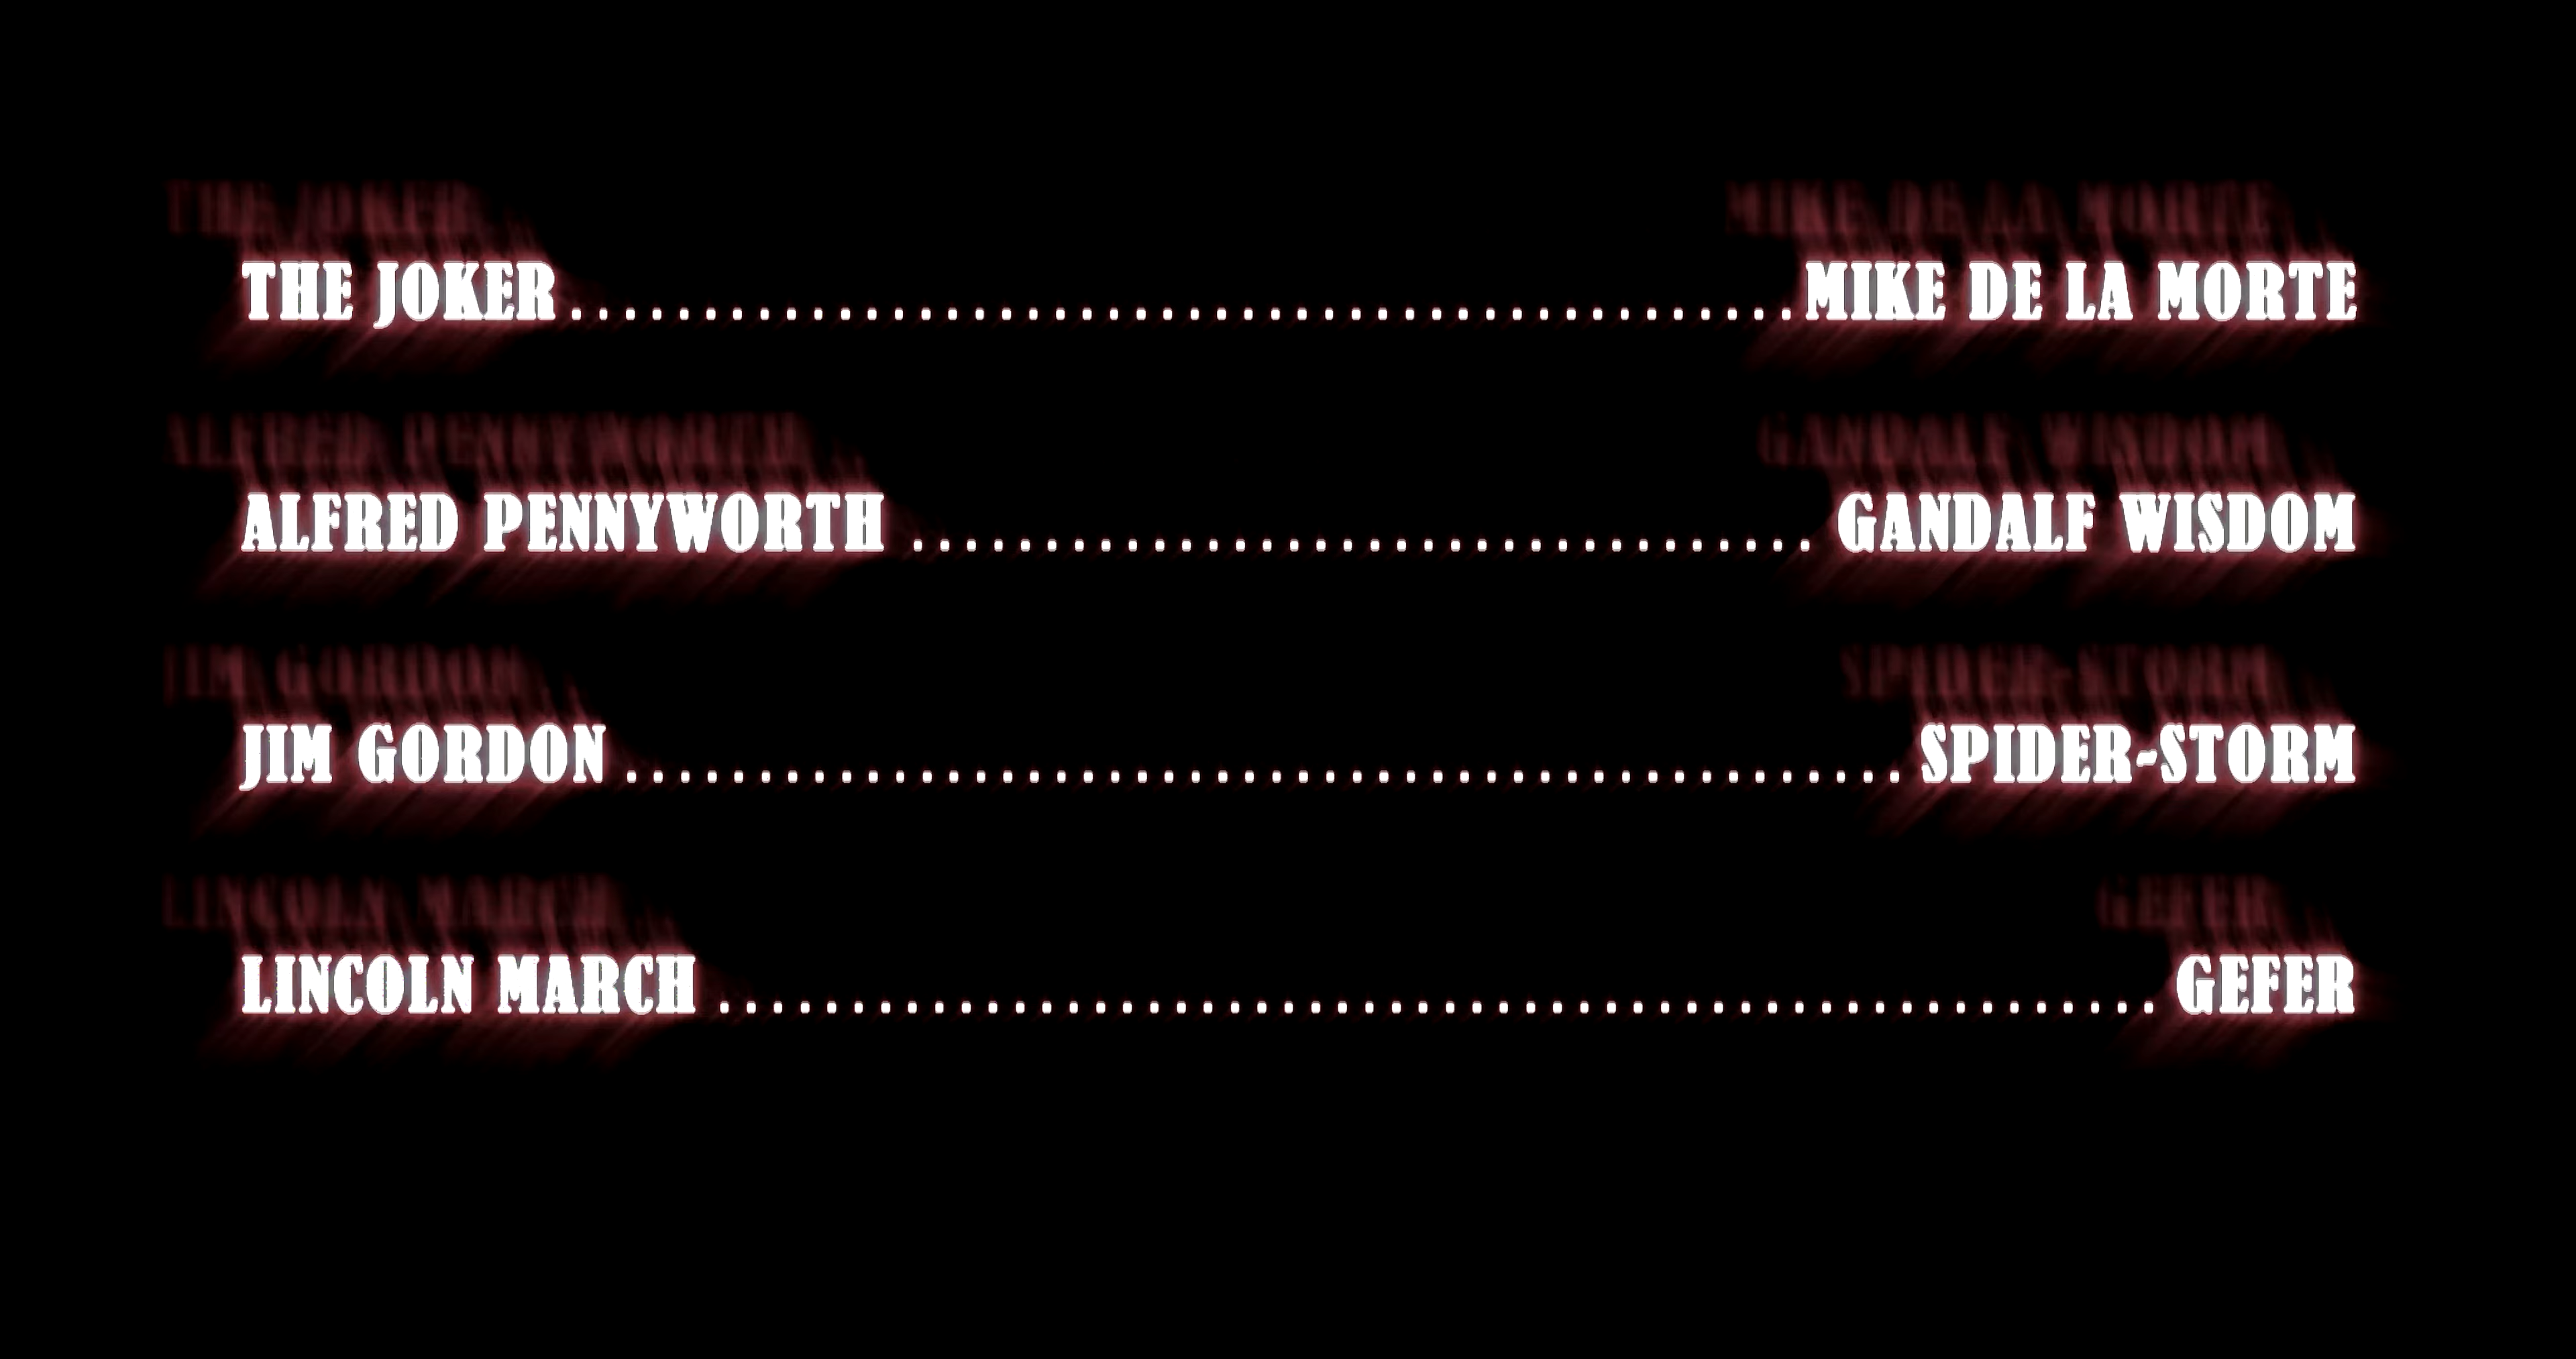 THE JOKER..............................................MIKE DE LA MORTE
ALFRED PENNYWORTH .................................. GANDALF WISDOM
JIM GORDON ................................................ SPIDER-STORM
LINCOLN MARCH ...................................................... GEFER